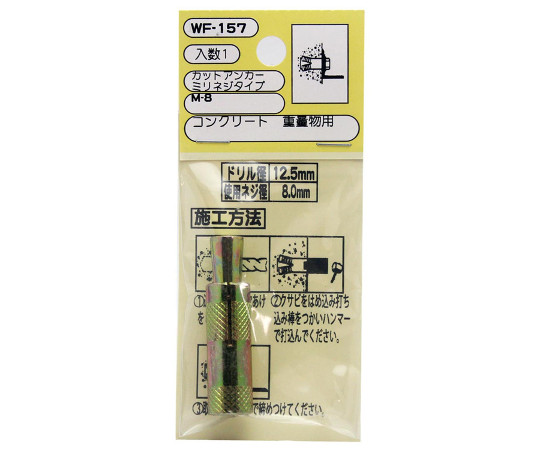 WF-157
入数1
カットアンカー
ミリネジタイプ
M-8
コンクリート 重量物用
ドリル径 12.5mm
使用ネジ径 8.0mm
施工方法
① あけ
を
②クサビをはめ込み打ち
込み棒をつかいハンマー
で打込んでください。
③ で締めつけてください。